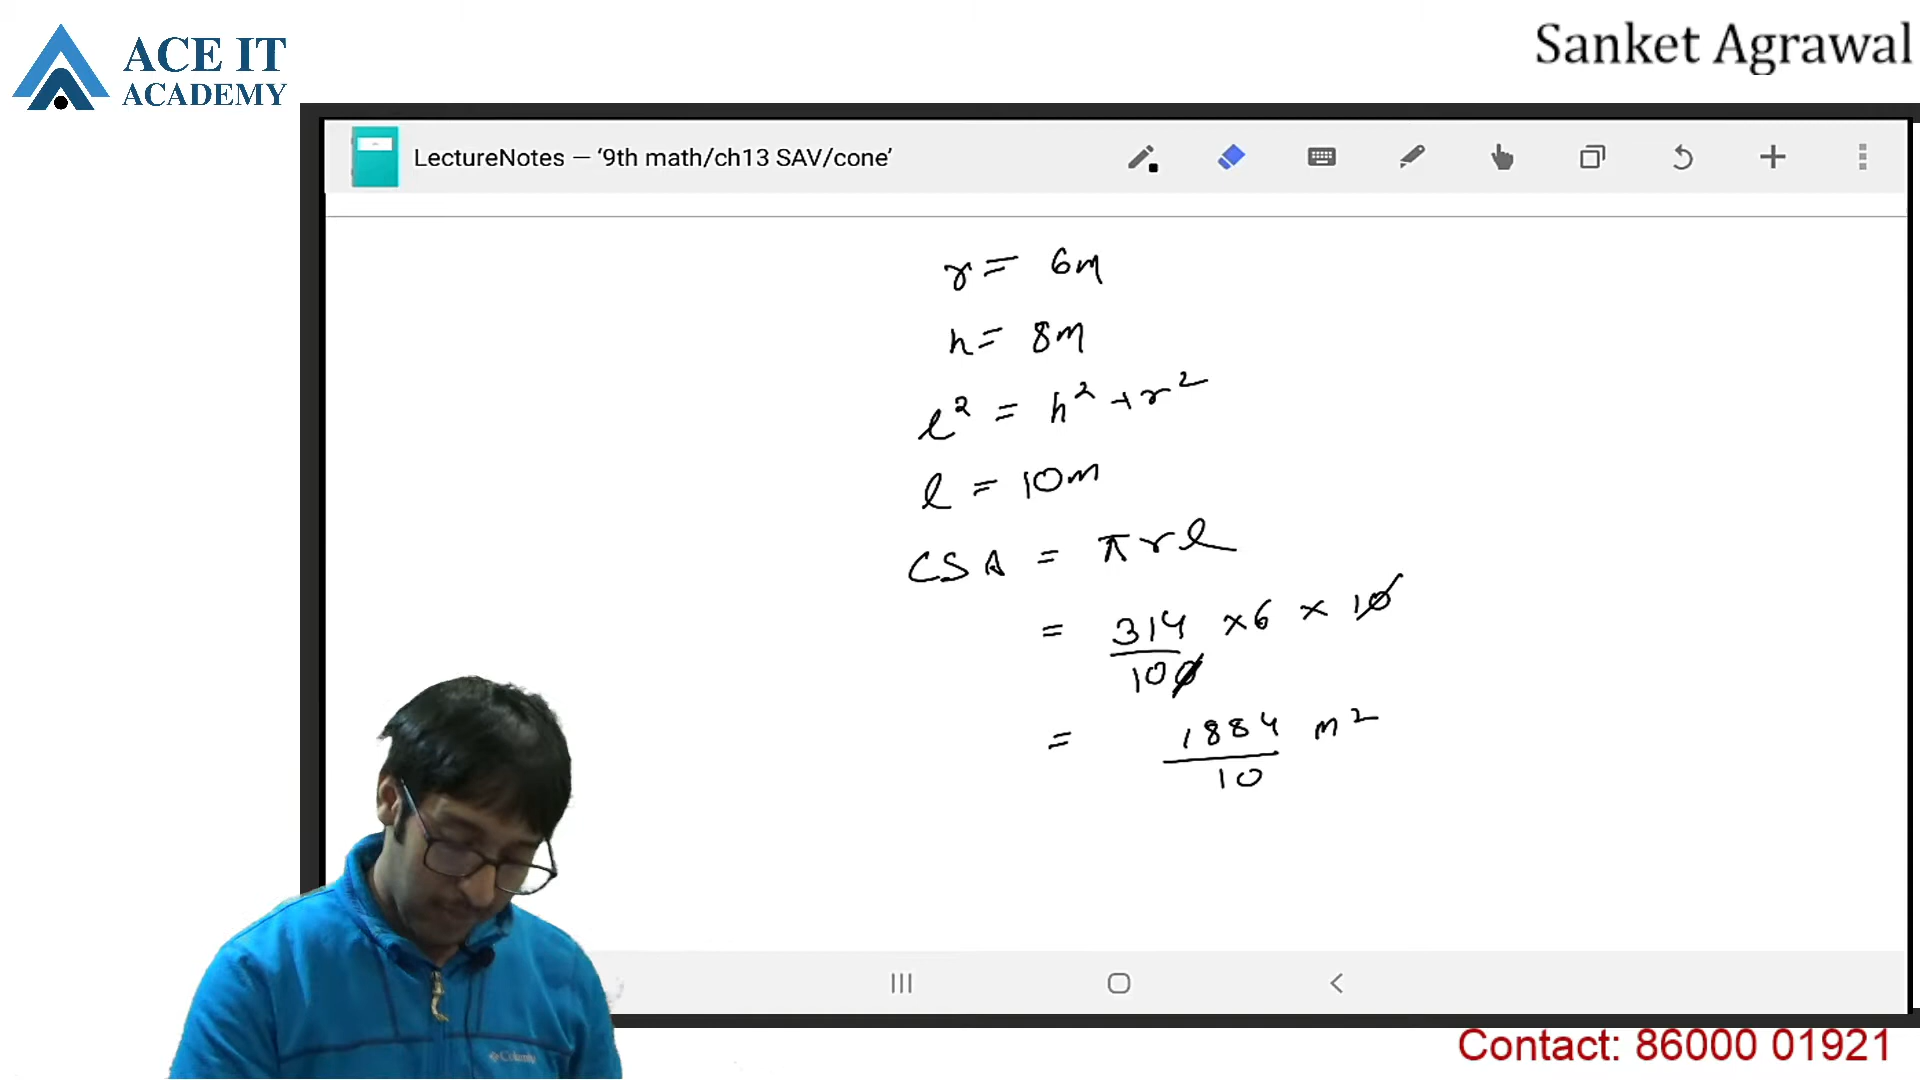 ACE IT
ACADEMY
Sanket Agrawal
LectureNotes — ‘9th math/ch13 SAV/cone’
r = 6m
h = 8m
l² = h² + r²
l = 10m
CSA = πrl
= 314/100 × 6 × 10
= 1884/10 m²
Columbia
Contact: 86000 01921